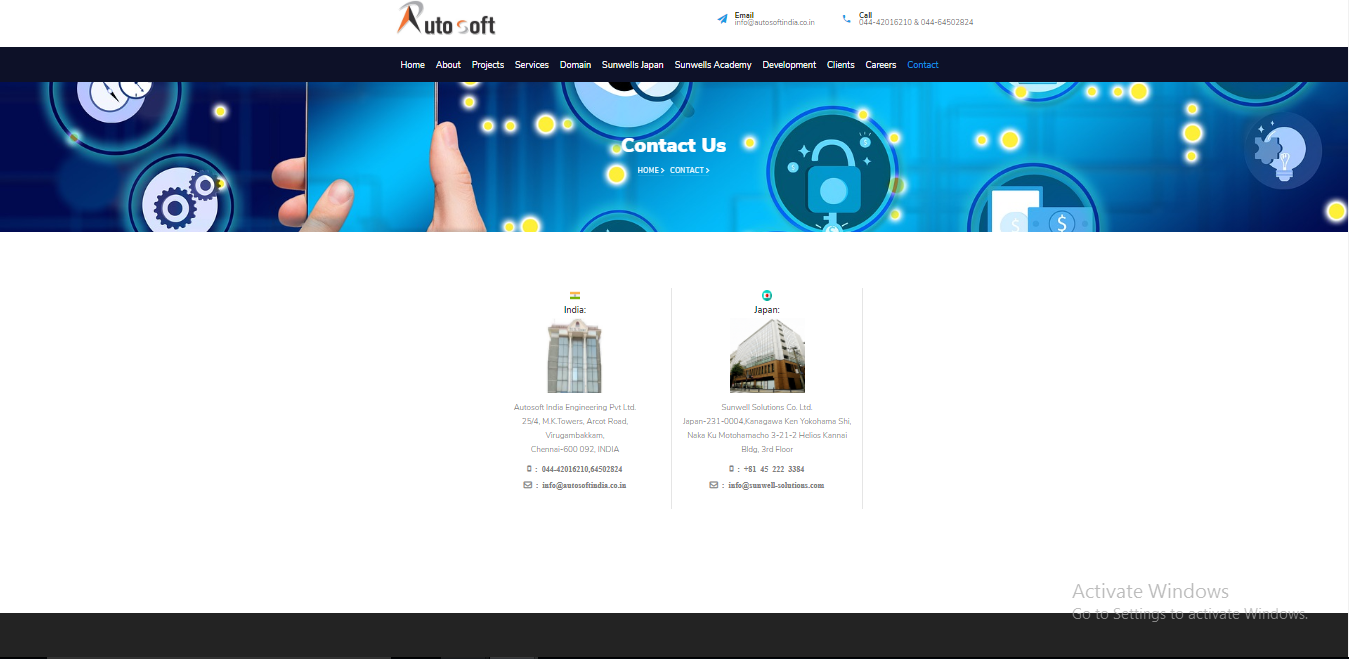 Autosoft
Email
info@autosoftindia.co.in
Call
044-42016210 & 044-64502824
Home About Projects Services Domain Sunwells Japan Sunwells Academy Development Clients Careers Contact
Contact Us
HOME > CONTACT >
India:
Autosoft India Engineering Pvt Ltd.
25/4, M.K.Towers, Arcot Road,
Virugambakkam,
Chennai-600 092, INDIA
: 044-42016210,64502824
: info@autosoftindia.co.in
Japan:
Sunwell Solutions Co. Ltd.
Japan-231-0004,Kanagawa Ken Yokohama Shi,
Naka Ku Motohamacho 3-21-2 Helios Kannai
Bldg, 3rd Floor
: +81 45 222 3384
: info@sunwell-solutions.com
Activate Windows
Go to Settings to activate Windows.